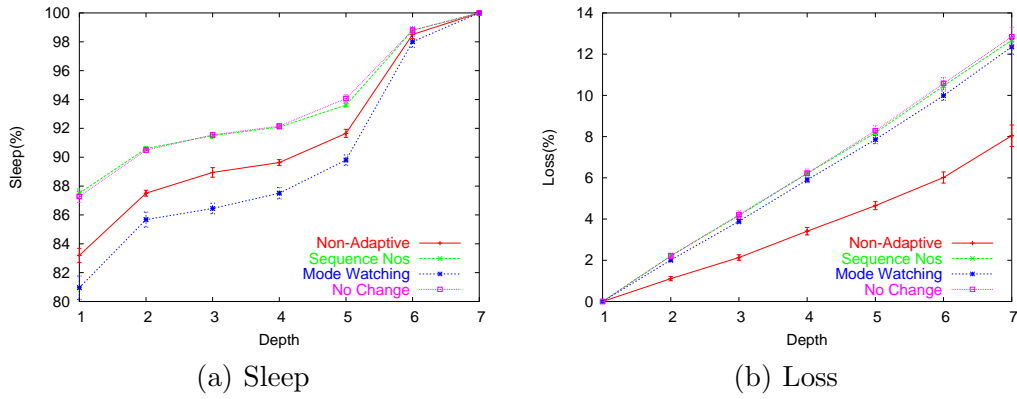 100
98
96
94
92
90
88
86
84
82
80
Sleep(%)
Non-Adaptive
Sequence Nos
Mode Watching
No Change
1 2 3 4 5 6 7
Depth
(a) Sleep
14
12
10
8
6
4
2
0
Loss(%)
Non-Adaptive
Sequence Nos
Mode Watching
No Change
1 2 3 4 5 6 7
Depth
(b) Loss